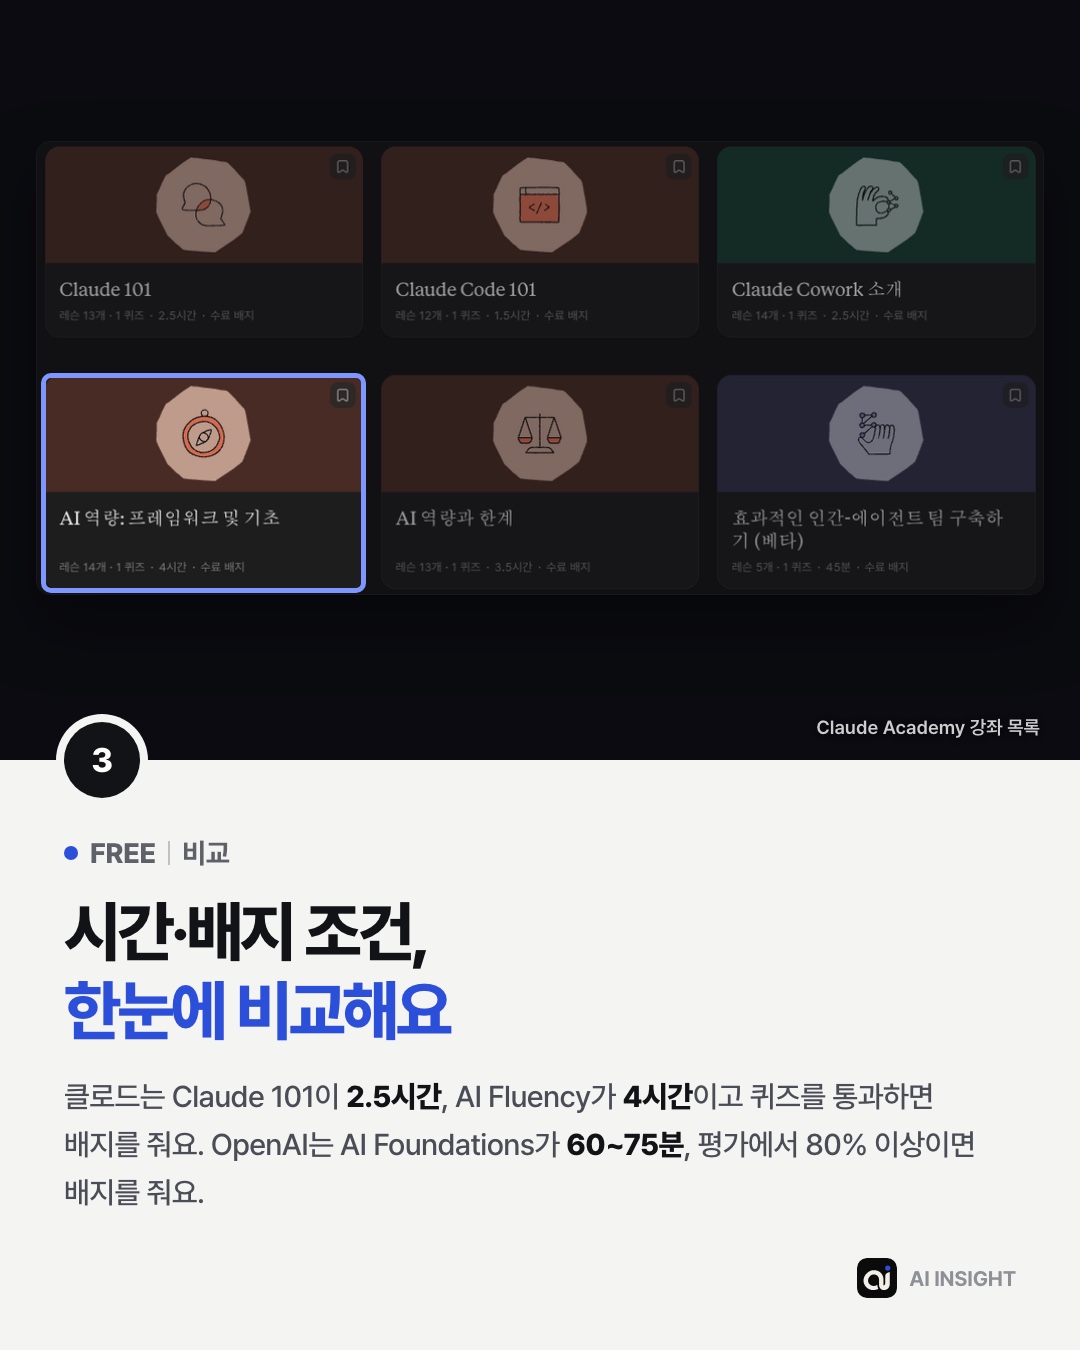 Claude 101
레슨 13개 · 1 퀴즈 · 2.5시간 · 수료 배지
</>
Claude Code 101
레슨 12개 · 1 퀴즈 · 1.5시간 · 수료 배지
Claude Cowork 소개
레슨 14개 · 1 퀴즈 · 2.5시간 · 수료 배지
AI 역량: 프레임워크 및 기초
레슨 14개 · 1 퀴즈 · 4시간 · 수료 배지
AI 역량과 한계
레슨 13개 · 1 퀴즈 · 3.5시간 · 수료 배지
효과적인 인간-에이전트 팀 구축하
기 (베타)
레슨 5개 · 1 퀴즈 · 45분 · 수료 배지
Claude Academy 강좌 목록
3
FREE | 비교
시간·배지 조건,
한눈에 비교해요
클로드는 Claude 101이 2.5시간, AI Fluency가 4시간이고 퀴즈를 통과하면
배지를 줘요. OpenAI는 AI Foundations가 60~75분, 평가에서 80% 이상이면
배지를 줘요.
ai AI INSIGHT